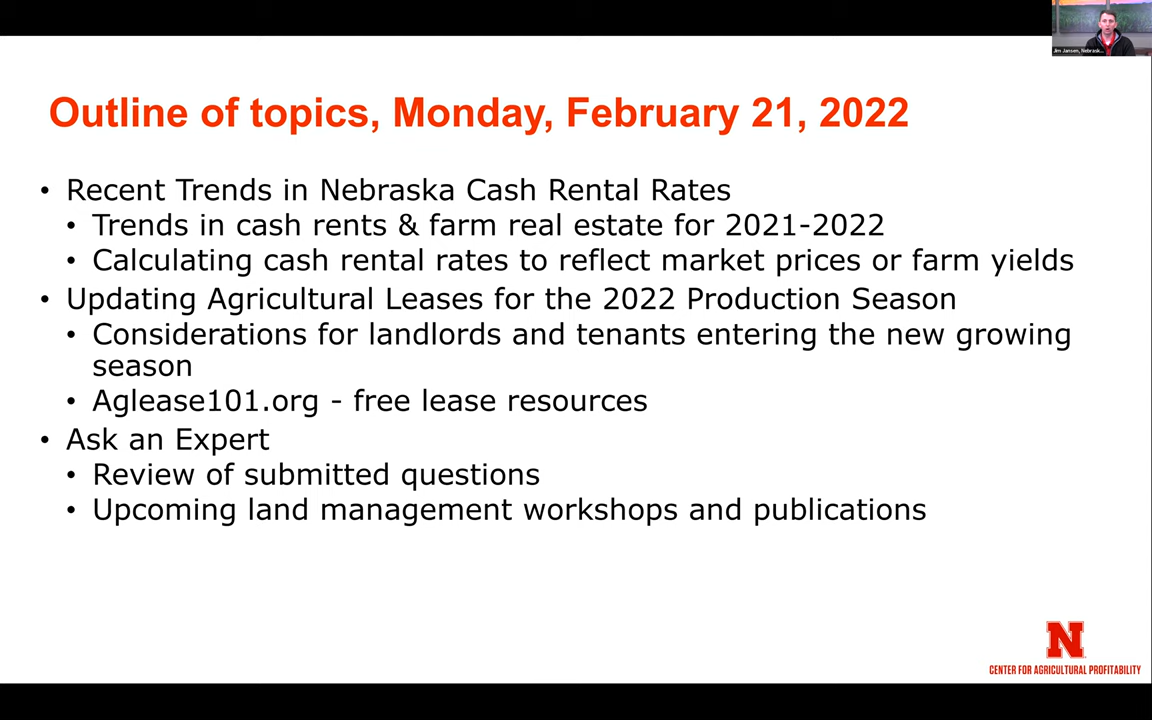 Jim Jansen, Nebrask...
Outline of topics, Monday, February 21, 2022
• Recent Trends in Nebraska Cash Rental Rates
• Trends in cash rents & farm real estate for 2021-2022
• Calculating cash rental rates to reflect market prices or farm yields
• Updating Agricultural Leases for the 2022 Production Season
• Considerations for landlords and tenants entering the new growing
season
• Aglease101.org - free lease resources
• Ask an Expert
• Review of submitted questions
• Upcoming land management workshops and publications
N
CENTER FOR AGRICULTURAL PROFITABILITY